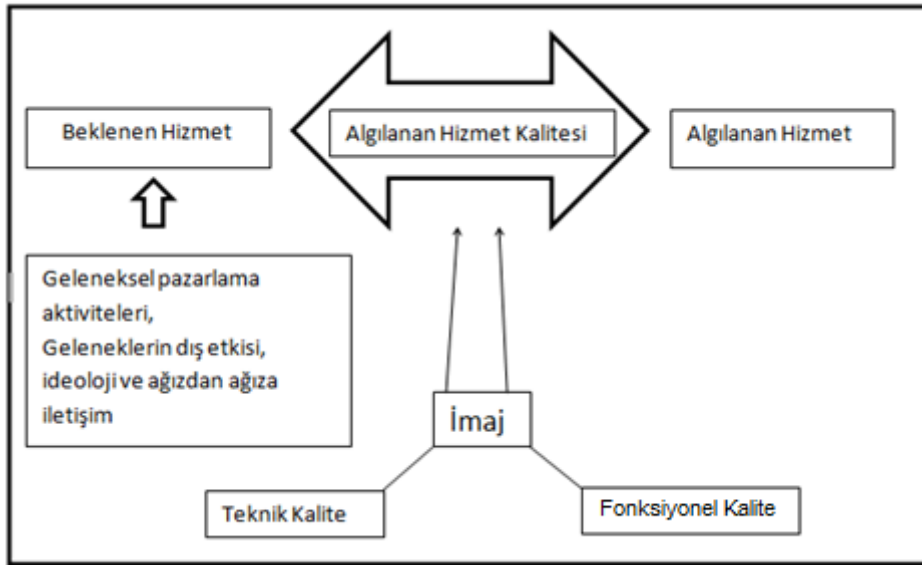 Beklenen Hizmet
Algılanan Hizmet Kalitesi
Algılanan Hizmet
Geleneksel pazarlama
aktiviteleri,
Geleneklerin dış etkisi,
ideoloji ve ağızdan ağıza
iletişim
İmaj
Teknik Kalite
Fonksiyonel Kalite